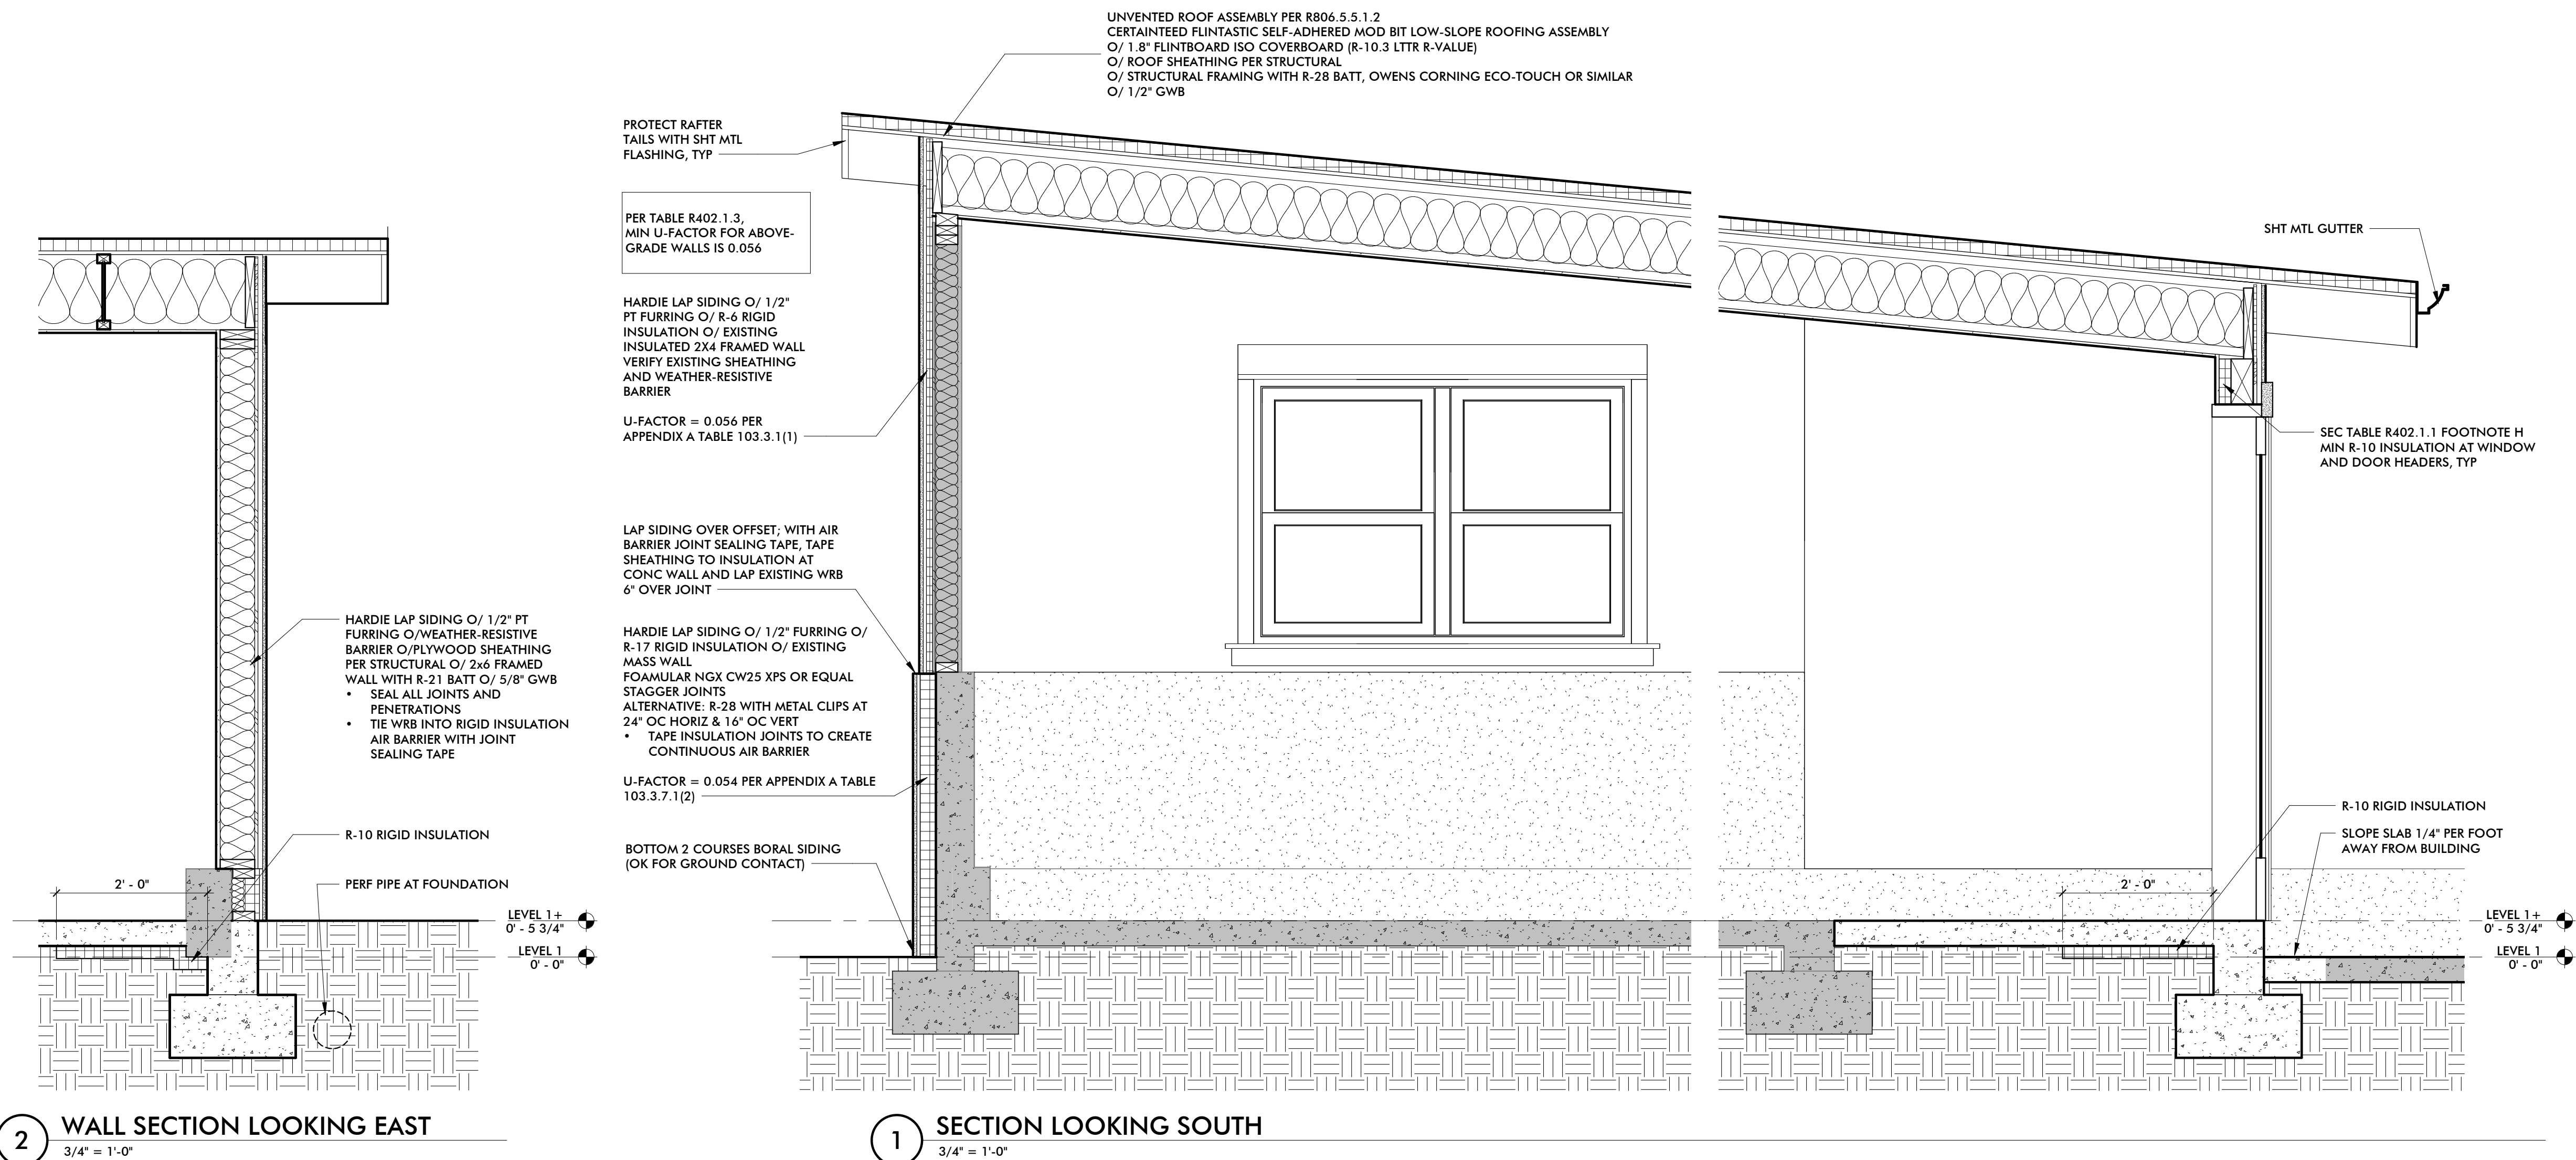 UNVENTED ROOF ASSEMBLY PER R806.5.5.1.2
CERTAINTEED FLINTASTIC SELF-ADHERED MOD BIT LOW-SLOPE ROOFING ASSEMBLY
O/ 1.8" FLINTBOARD ISO COVERBOARD (R-10.3 LTTR R-VALUE)
O/ ROOF SHEATHING PER STRUCTURAL
O/ STRUCTURAL FRAMING WITH R-28 BATT, OWENS CORNING ECO-TOUCH OR SIMILAR
O/ 1/2" GWB
PROTECT RAFTER
TAILS WITH SHT MTL
FLASHING, TYP
PER TABLE R402.1.3,
MIN U-FACTOR FOR ABOVE-
GRADE WALLS IS 0.056
HARDIE LAP SIDING O/ 1/2"
PT FURRING O/ R-6 RIGID
INSULATION O/ EXISTING
INSULATED 2X4 FRAMED WALL
VERIFY EXISTING SHEATHING
AND WEATHER-RESISTIVE
BARRIER
U-FACTOR = 0.056 PER
APPENDIX A TABLE 103.3.1(1)
LAP SIDING OVER OFFSET; WITH AIR
BARRIER JOINT SEALING TAPE, TAPE
SHEATHING TO INSULATION AT
CONC WALL AND LAP EXISTING WRB
6" OVER JOINT
HARDIE LAP SIDING O/ 1/2" FURRING O/
R-17 RIGID INSULATION O/ EXISTING
MASS WALL
FOAMULAR NGX CW25 XPS OR EQUAL
STAGGER JOINTS
ALTERNATIVE: R-28 WITH METAL CLIPS AT
24" OC HORIZ & 16" OC VERT
• TAPE INSULATION JOINTS TO CREATE
CONTINUOUS AIR BARRIER
U-FACTOR = 0.054 PER APPENDIX A TABLE
103.3.7.1(2)
BOTTOM 2 COURSES BORAL SIDING
(OK FOR GROUND CONTACT)
HARDIE LAP SIDING O/ 1/2" PT
FURRING O/WEATHER-RESISTIVE
BARRIER O/PLYWOOD SHEATHING
PER STRUCTURAL O/ 2x6 FRAMED
WALL WITH R-21 BATT O/ 5/8" GWB
• SEAL ALL JOINTS AND
PENETRATIONS
• TIE WRB INTO RIGID INSULATION
AIR BARRIER WITH JOINT
SEALING TAPE
R-10 RIGID INSULATION
2' - 0"
PERF PIPE AT FOUNDATION
LEVEL 1+
0' - 5 3/4"
LEVEL 1
0' - 0"
SHT MTL GUTTER
SEC TABLE R402.1.1 FOOTNOTE H
MIN R-10 INSULATION AT WINDOW
AND DOOR HEADERS, TYP
R-10 RIGID INSULATION
SLOPE SLAB 1/4" PER FOOT
AWAY FROM BUILDING
2' - 0"
LEVEL 1+
0' - 5 3/4"
LEVEL 1
0' - 0"
2
WALL SECTION LOOKING EAST
3/4" = 1'-0"
1
SECTION LOOKING SOUTH
3/4" = 1'-0"